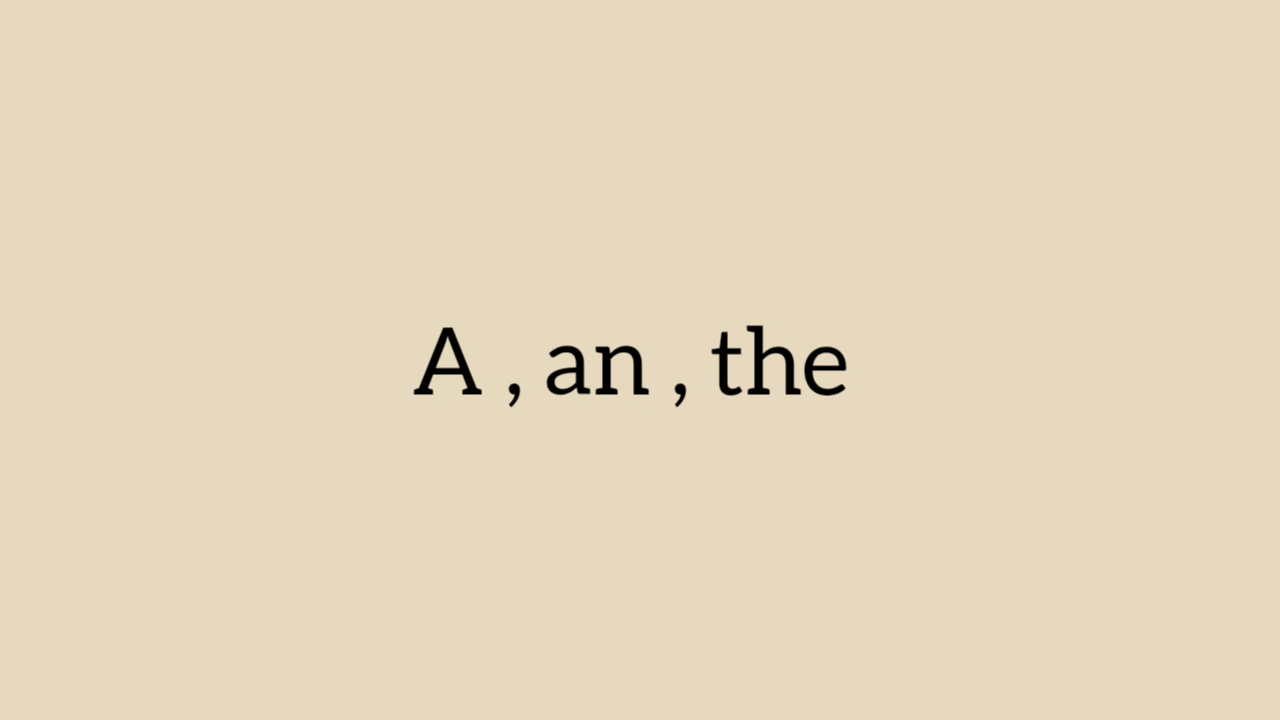 A , an , the